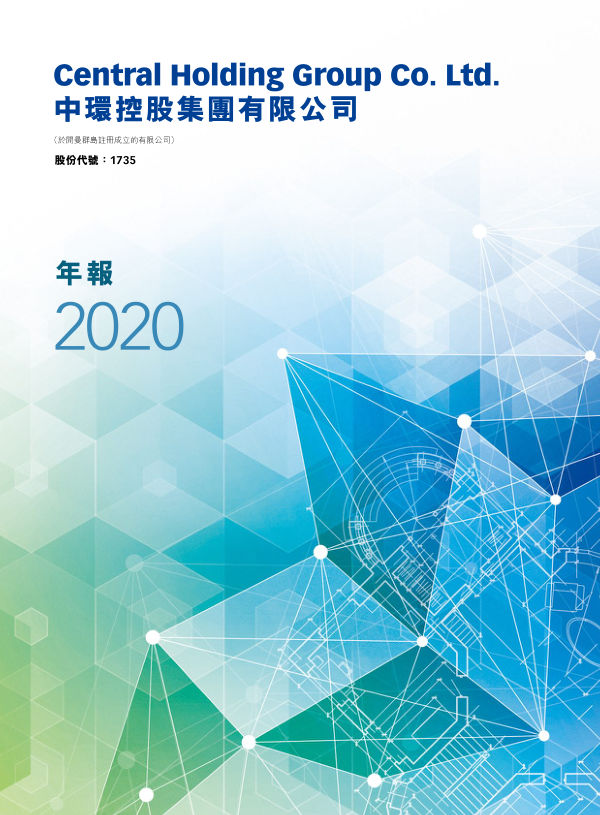 Central Holding Group Co. Ltd.
中環控股集團有限公司
（於開曼群島註冊成立的有限公司）
股份代號：1735
年報
2020